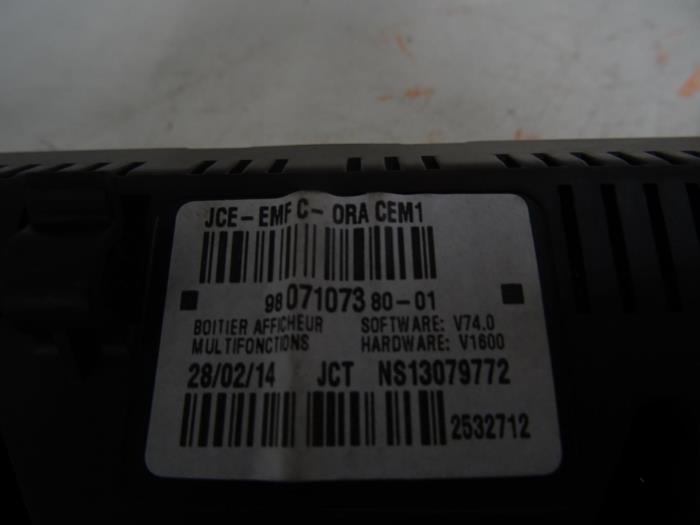 JCE-EMF C-ORA CEM1
98 071073 80-01
BOITIER AFFICHEUR SOFTWARE: V74.0
MULTIFONCTIONS HARDWARE: V1600
28/02/14 JCT NS13079772
2532712